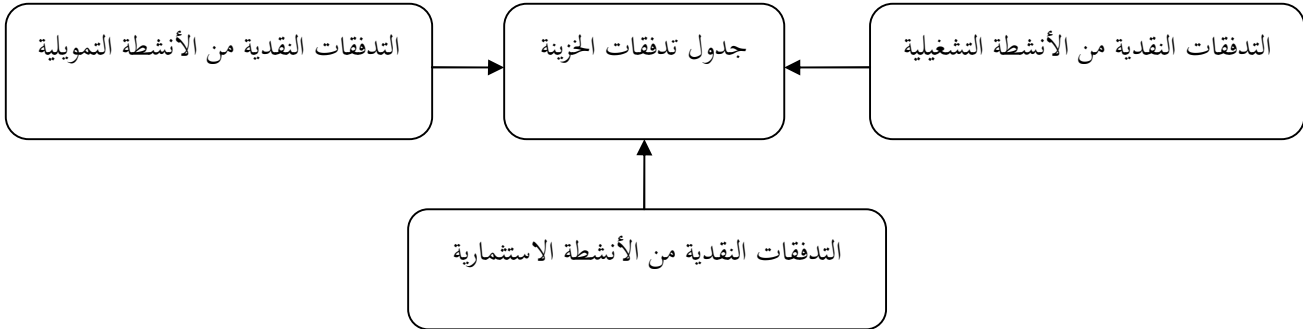 التدفقات النقدية من الأنشطة التشغيلية
جدول تدفقات الخزينة
التدفقات النقدية من الأنشطة التمويلية
التدفقات النقدية من الأنشطة الاستثمارية